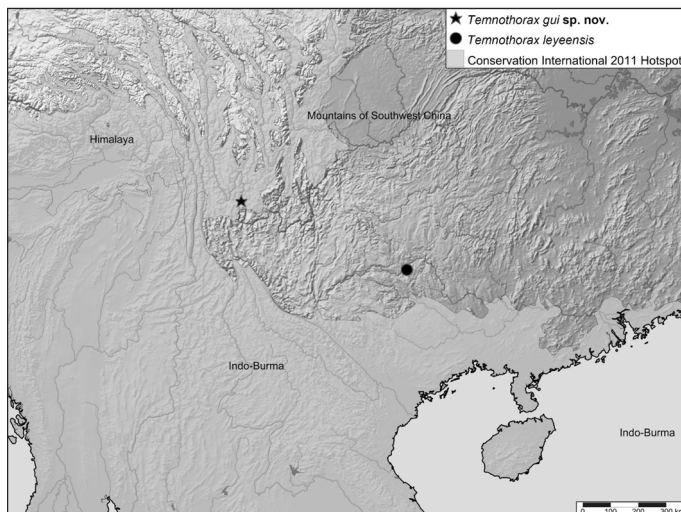 Temnothorax gui sp. nov.
Temnothorax leyeensis
Conservation International 2011 Hotspot
Mountains of Southwest China
Himalaya
Indo-Burma
Indo-Burma
0 100 200 300 km